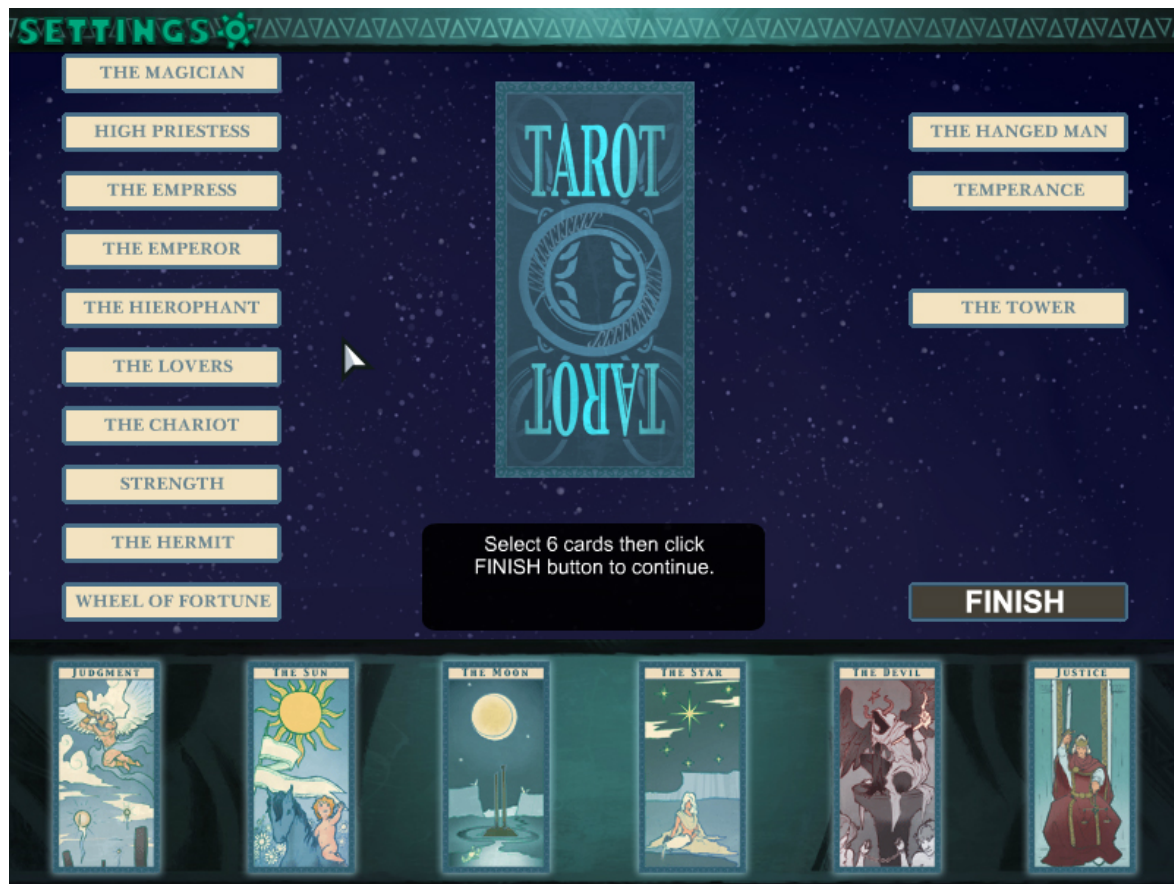 SETTINGS
THE MAGICIAN
HIGH PRIESTESS
THE EMPRESS
THE EMPEROR
THE HIEROPHANT
THE LOVERS
THE CHARIOT
STRENGTH
THE HERMIT
WHEEL OF FORTUNE
TAROT
TAROT
Select 6 cards then click
FINISH button to continue.
THE HANGED MAN
TEMPERANCE
THE TOWER
FINISH
JUDGMENT
THE SUN
THE MOON
THE STAR
THE DEVIL
JUSTICE